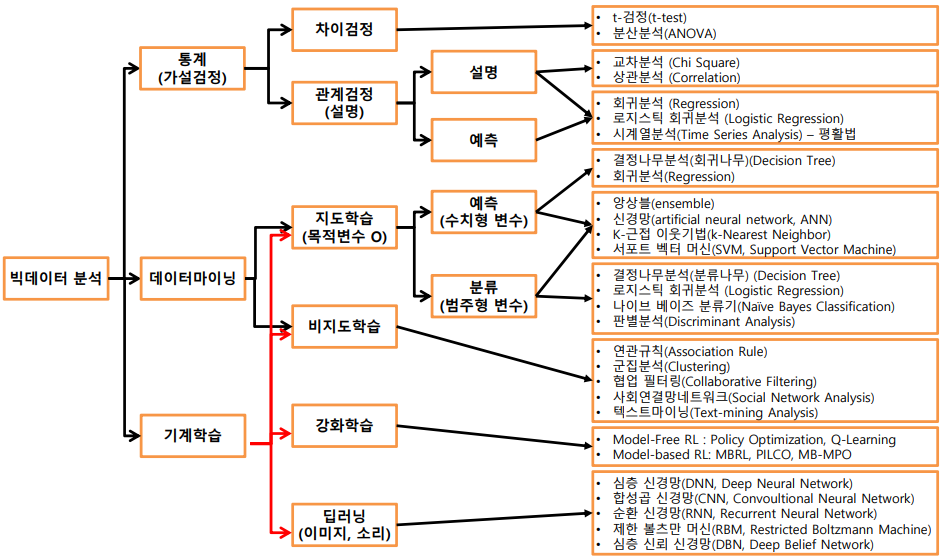 빅데이터 분석
통계
(가설검정)
데이터마이닝
기계학습
차이검정
관계검정
(설명)
지도학습
(목적변수 O)
비지도학습
강화학습
딥러닝
(이미지, 소리)
설명
예측
예측
(수치형 변수)
분류
(범주형 변수)
• t-검정(t-test)
• 분산분석(ANOVA)
• 교차분석 (Chi Square)
• 상관분석 (Correlation)
• 회귀분석 (Regression)
• 로지스틱 회귀분석 (Logistic Regression)
• 시계열분석(Time Series Analysis) – 평활법
• 결정나무분석(회귀나무)(Decision Tree)
• 회귀분석(Regression)
• 앙상블(ensemble)
• 신경망(artificial neural network, ANN)
• K-근접 이웃기법(k-Nearest Neighbor)
• 서포트 벡터 머신(SVM, Support Vector Machine)
• 결정나무분석(분류나무) (Decision Tree)
• 로지스틱 회귀분석 (Logistic Regression)
• 나이브 베이즈 분류기(Naïve Bayes Classification)
• 판별분석(Discriminant Analysis)
• 연관규칙(Association Rule)
• 군집분석(Clustering)
• 협업 필터링(Collaborative Filtering)
• 사회연결망네트워크(Social Network Analysis)
• 텍스트마이닝(Text-mining Analysis)
• Model-Free RL : Policy Optimization, Q-Learning
• Model-based RL: MBRL, PILCO, MB-MPO
• 심층 신경망(DNN, Deep Neural Network)
• 합성곱 신경망(CNN, Convoultional Neural Network)
• 순환 신경망(RNN, Recurrent Neural Network)
• 제한 볼츠만 머신(RBM, Restricted Boltzmann Machine)
• 심층 신뢰 신경망(DBN, Deep Belief Network)